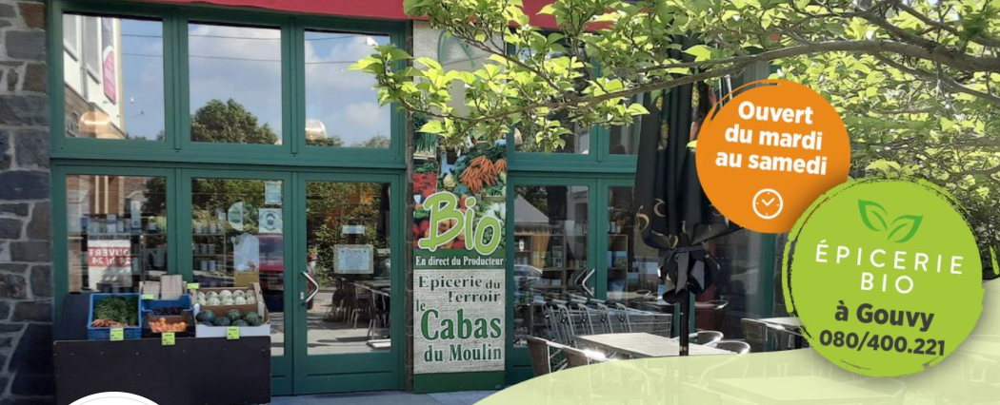 Ouvert
du mardi
au samedi
ÉPICERIE
BIO
à Gouvy
080/400.221
Bio
En direct du Producteur
Epicerie du
Terroir
le
Cabas
du Moulin
OUVERT